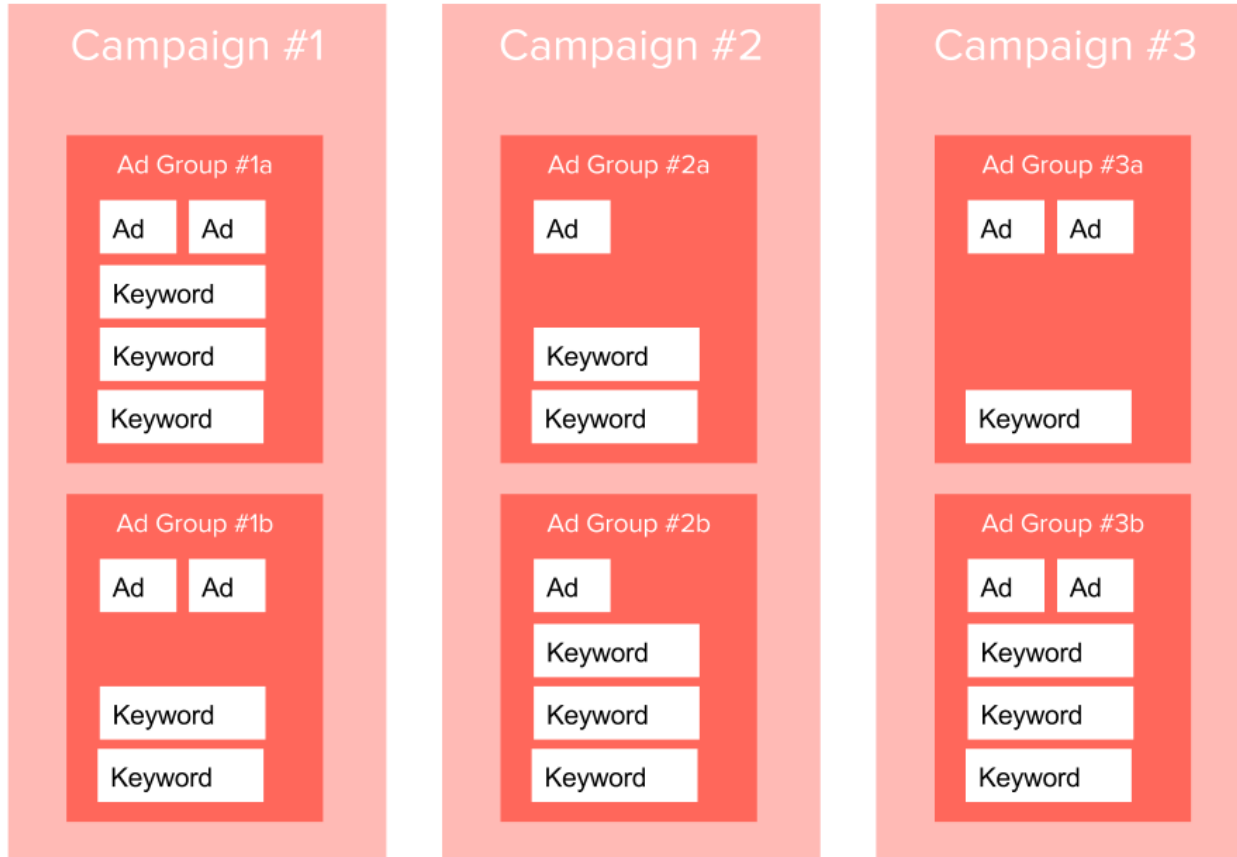 Campaign #1
Ad Group #1a
Ad Ad
Keyword
Keyword
Keyword
Ad Group #1b
Ad Ad
Keyword
Keyword
Campaign #2
Ad Group #2a
Ad
Keyword
Keyword
Ad Group #2b
Ad
Keyword
Keyword
Keyword
Campaign #3
Ad Group #3a
Ad Ad
Keyword
Ad Group #3b
Ad Ad
Keyword
Keyword
Keyword